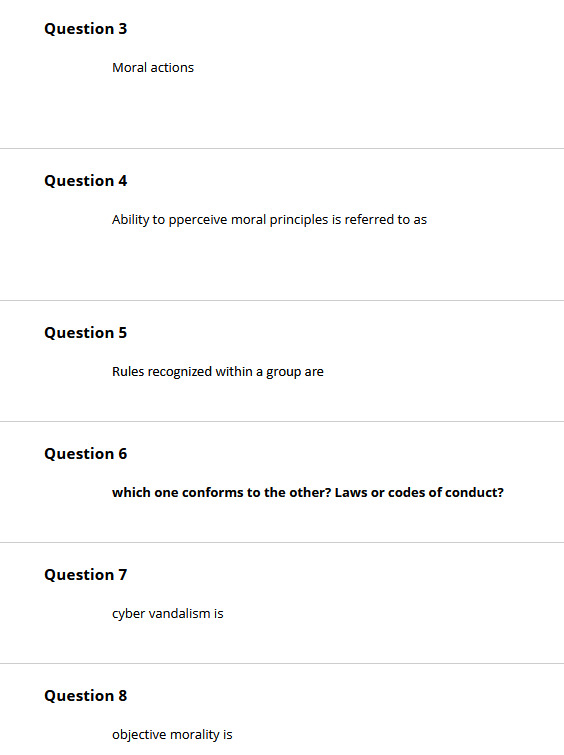 Question 3
Moral actions
Question 4
Ability to pperceive moral principles is referred to as
Question 5
Rules recognized within a group are
Question 6
which one conforms to the other? Laws or codes of conduct?
Question 7
cyber vandalism is
Question 8
objective morality is